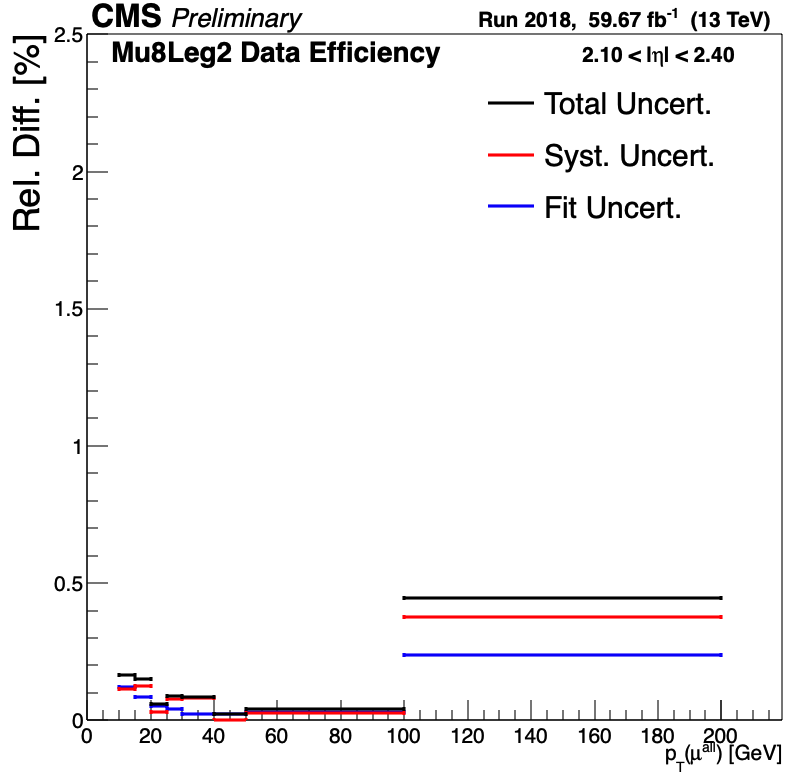 CMS Preliminary Run 2018, 59.67 fb⁻¹ (13 TeV)
Mu8Leg2 Data Efficiency 2.10 < |η| < 2.40
Total Uncert.
Syst. Uncert.
Fit Uncert.
Rel. Diff. [%]
2.5
2
1.5
1
0.5
0
0 20 40 60 80 100 120 140 160 180 200
p_T(μ^all) [GeV]